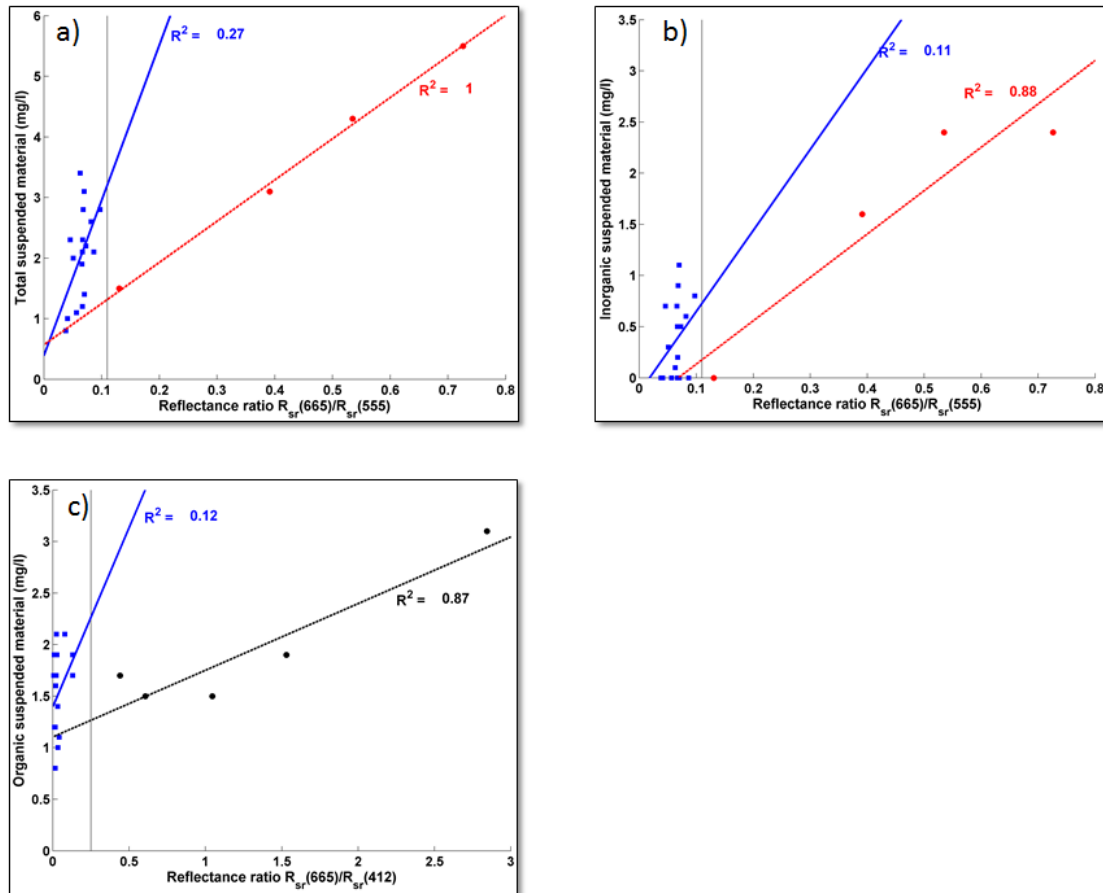 a)
R² = 0.27
R² = 1
Total suspended material (mg/l)
6
5
4
3
2
1
0
0 0.1 0.2 0.3 0.4 0.5 0.6 0.7 0.8
Reflectance ratio Rsr(665)/Rsr(555)
b)
R² = 0.11
R² = 0.88
Inorganic suspended material (mg/l)
3.5
3
2.5
2
1.5
1
0.5
0
0 0.1 0.2 0.3 0.4 0.5 0.6 0.7 0.8
Reflectance ratio Rsr(665)/Rsr(555)
c)
R² = 0.12
R² = 0.87
Organic suspended material (mg/l)
3.5
3
2.5
2
1.5
1
0.5
0
0 0.5 1 1.5 2 2.5 3
Reflectance ratio Rsr(665)/Rsr(412)